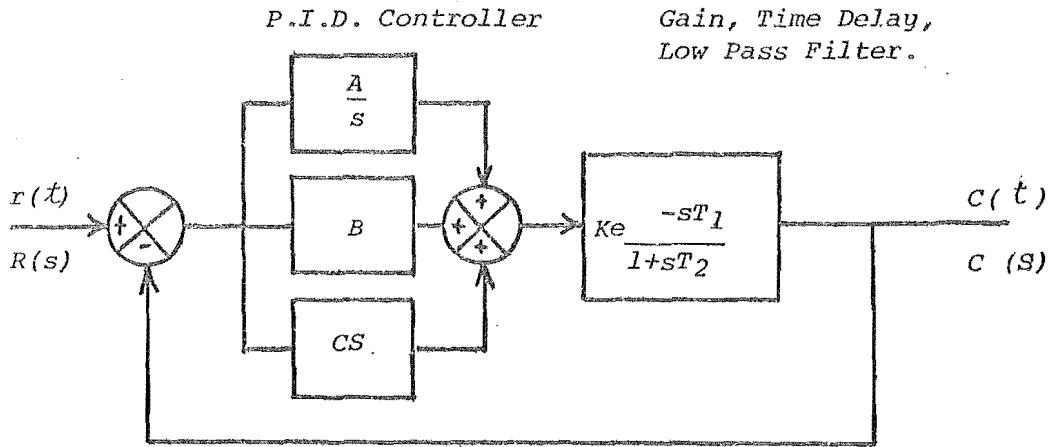 P.I.D. Controller
Gain, Time Delay,
Low Pass Filter.
A
s
r(t)
R(s)
+
-
B
+
+
+
Ke -sT1
1+sT2
C(t)
C (S)
CS